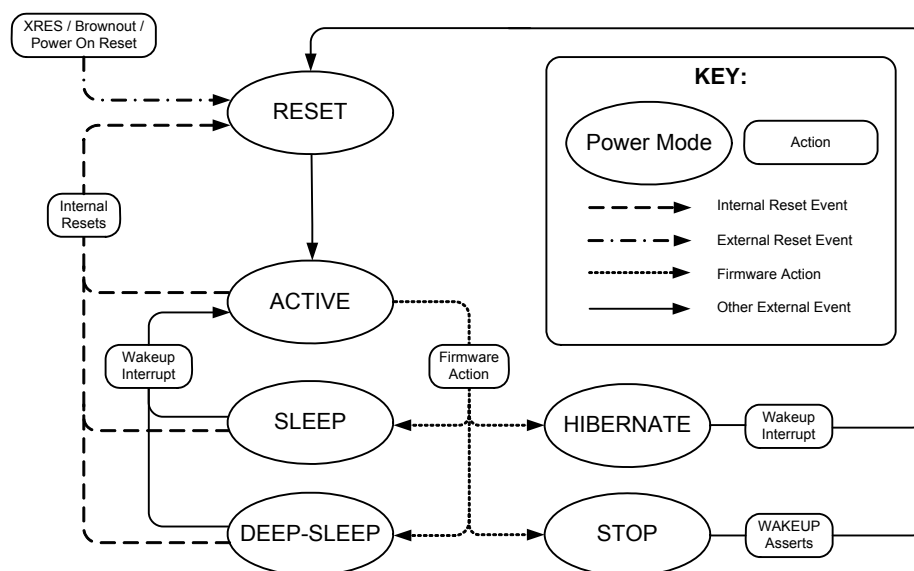 XRES / Brownout /
Power On Reset
RESET
KEY:
Power Mode
Action
Internal Reset Event
External Reset Event
Firmware Action
Other External Event
Internal
Resets
ACTIVE
Wakeup
Interrupt
Firmware
Action
SLEEP
HIBERNATE
Wakeup
Interrupt
DEEP-SLEEP
STOP
WAKEUP
Asserts